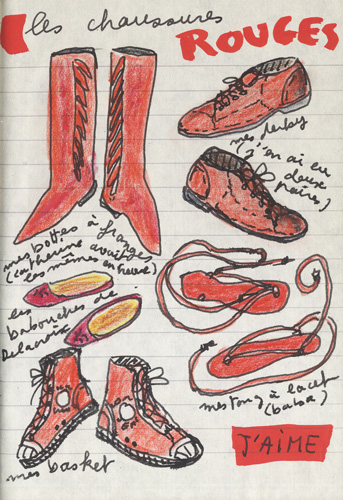 les chaussures
ROUGES
mes derby
(j'en ai eu
deux
paires)
mes bottes à franges
(catherine avait
les mêmes en fauve)
les
babouches de
Delacroix
mes tong à lacet
(bata)
mes basket
J'AIME